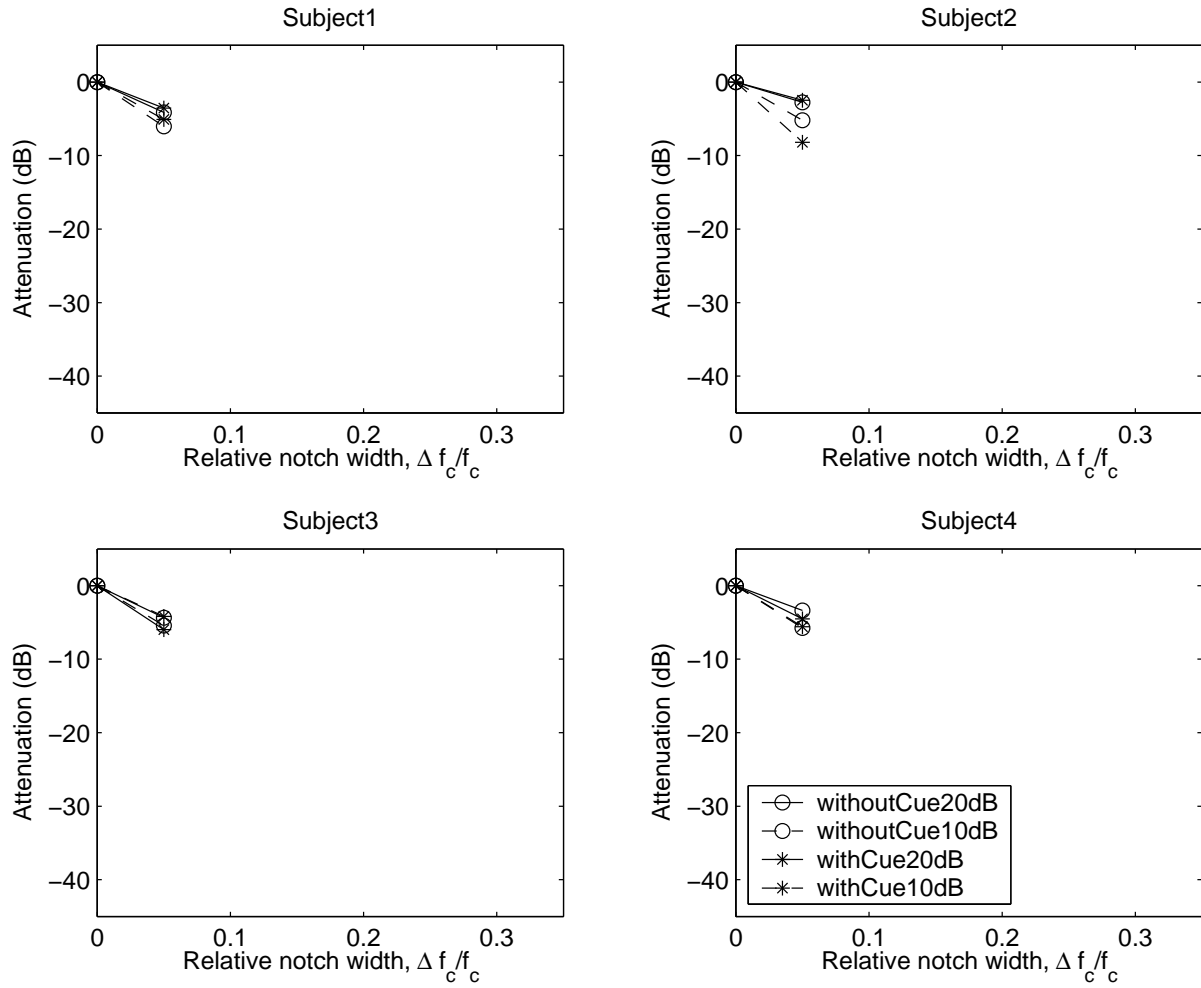 Subject1
0
−10
−20
−30
−40
Attenuation (dB)
0 0.1 0.2 0.3
Relative notch width, Δ f_c/f_c
Subject2
0
−10
−20
−30
−40
Attenuation (dB)
0 0.1 0.2 0.3
Relative notch width, Δ f_c/f_c
Subject3
0
−10
−20
−30
−40
Attenuation (dB)
0 0.1 0.2 0.3
Relative notch width, Δ f_c/f_c
Subject4
0
−10
−20
−30
−40
Attenuation (dB)
withoutCue20dB
withoutCue10dB
withCue20dB
withCue10dB
0 0.1 0.2 0.3
Relative notch width, Δ f_c/f_c